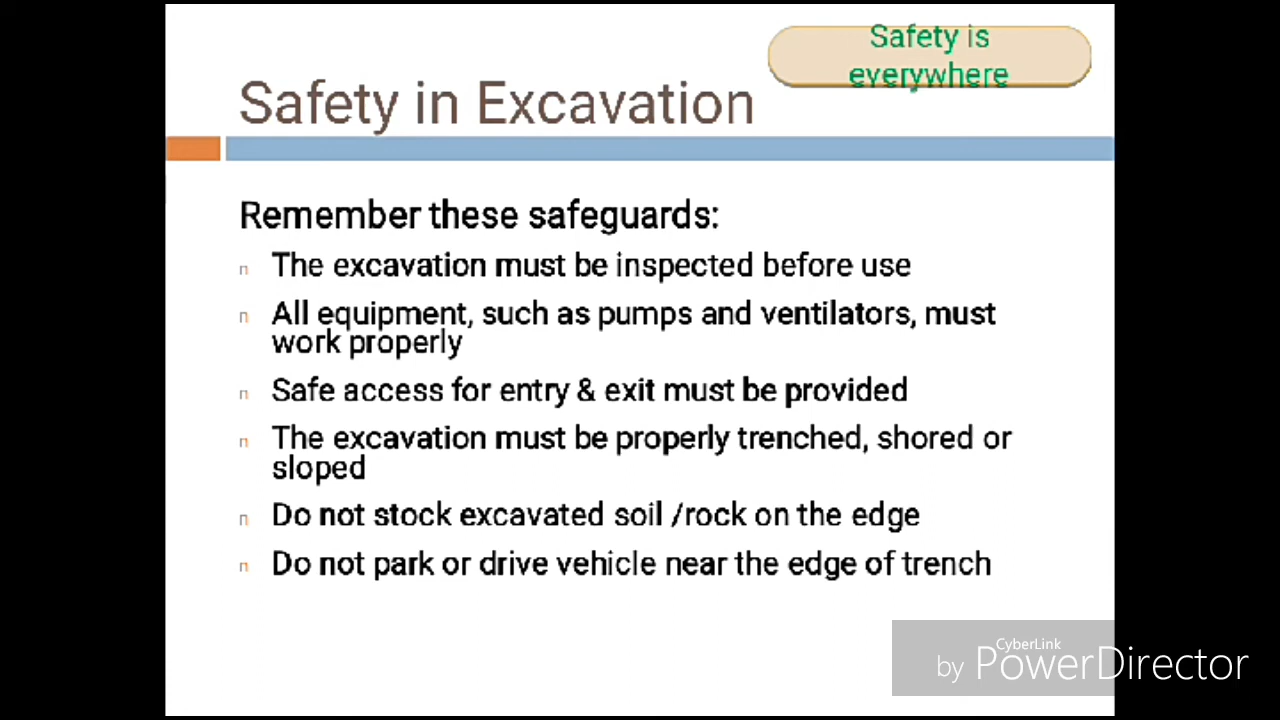 Safety is
everywhere
Safety in Excavation
Remember these safeguards:
The excavation must be inspected before use
All equipment, such as pumps and ventilators, must
work properly
Safe access for entry & exit must be provided
The excavation must be properly trenched, shored or
sloped
Do not stock excavated soil /rock on the edge
Do not park or drive vehicle near the edge of trench
CyberLink
by PowerDirector